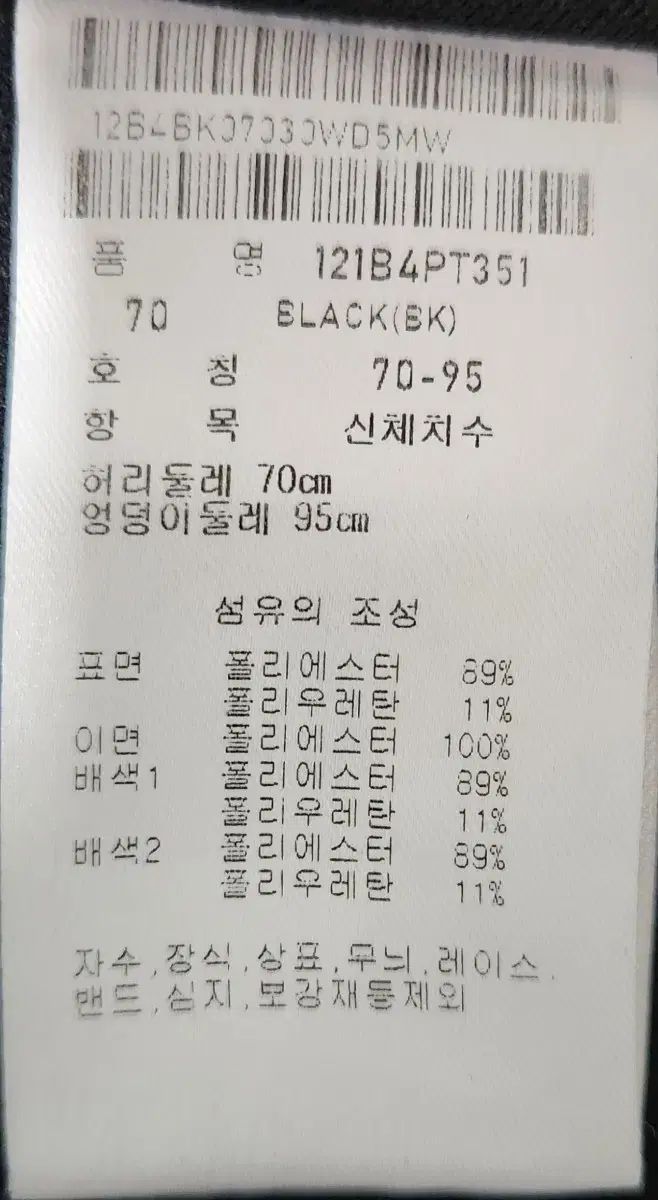 12B4BK07030WD5MW
품 명 121B4PT351
70 BLACK(BK)
호 칭 70-95
항 목 신체치수
허리둘레 70cm
엉덩이둘레 95cm
섬유의 조성
표면 폴리에스터 89%
폴리우레탄 11%
이면 폴리에스터 100%
배색1 폴리에스터 89%
폴리우레탄 11%
배색2 폴리에스터 89%
폴리우레탄 11%
자수,장식,상표,무늬,레이스,
밴드,심지,보강재등제외